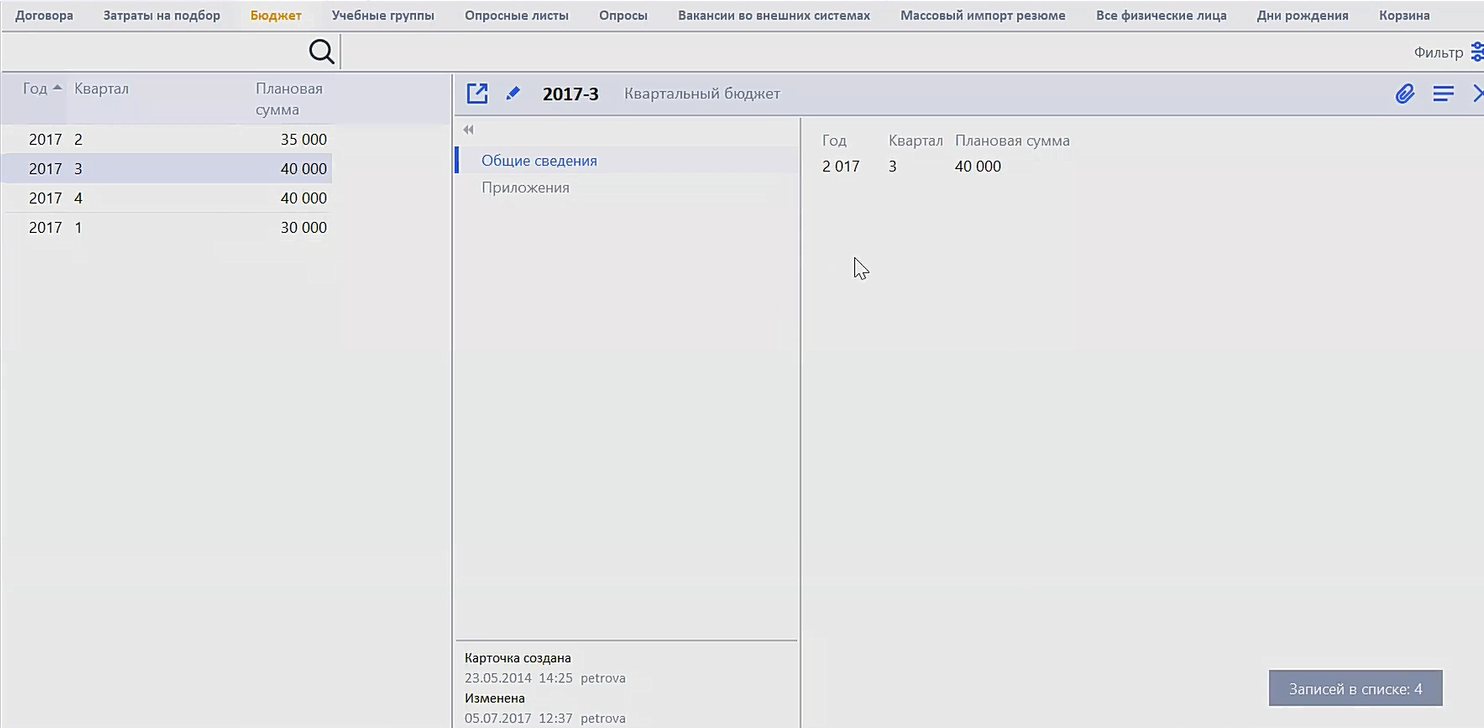 Договора Затраты на подбор Бюджет Учебные группы Опросные листы Опросы Вакансии во внешних системах Массовый импорт резюме Все физические лица Дни рождения Корзина
Фильтр
Год Квартал Плановая
сумма
2017 2 35 000
2017 3 40 000
2017 4 40 000
2017 1 30 000
2017-3 Квартальный бюджет
Общие сведения
Приложения
Год Квартал Плановая сумма
2 017 3 40 000
Карточка создана
23.05.2014 14:25 petrova
Изменена
05.07.2017 12:37 petrova
Записей в списке: 4